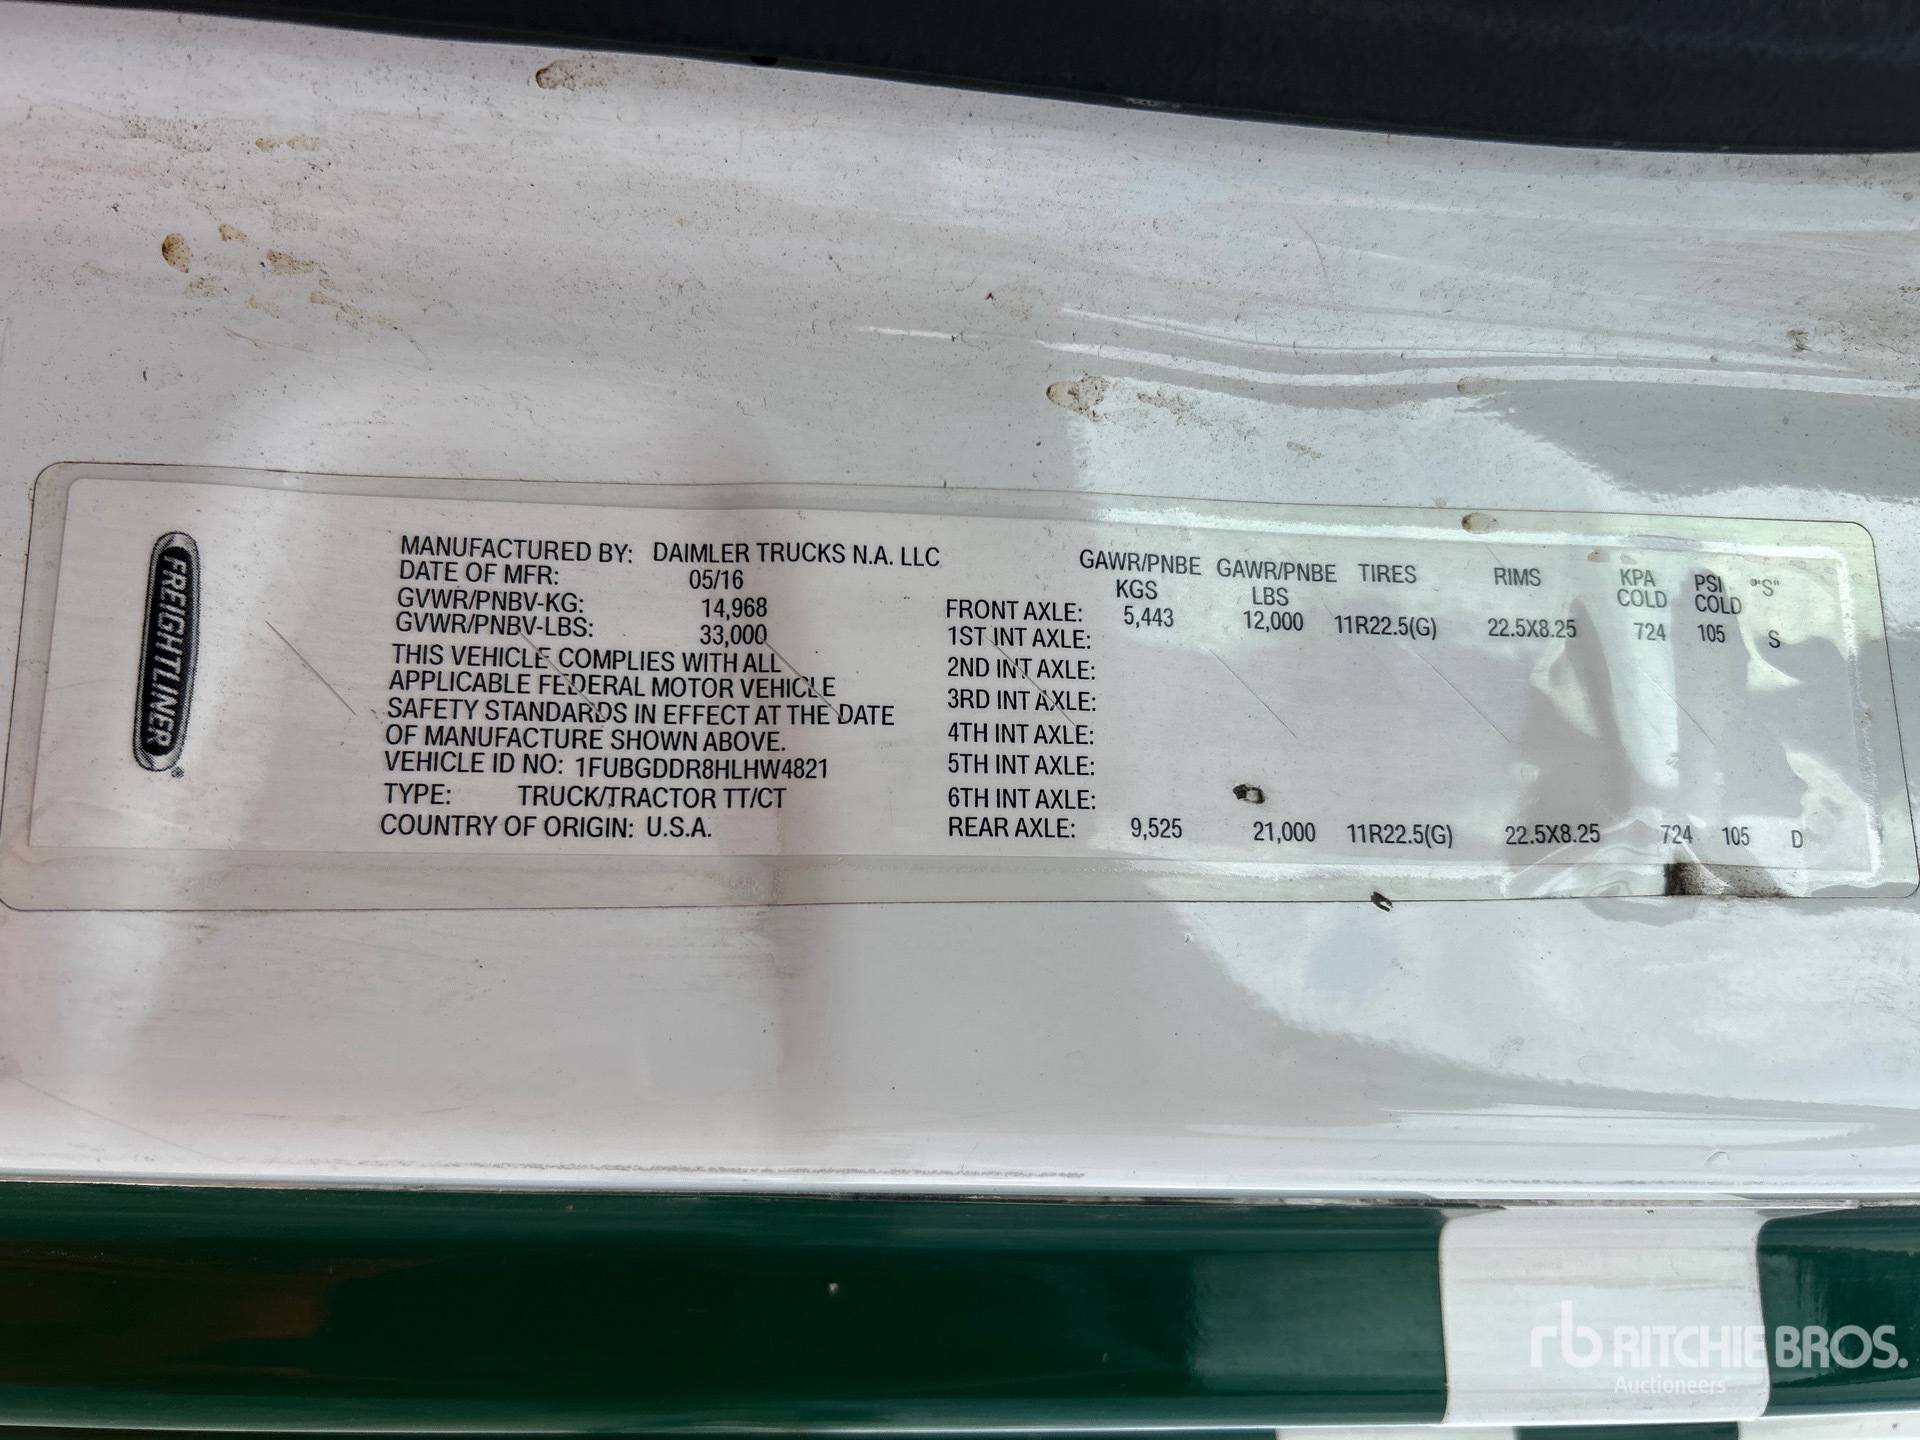 FREIGHTLINER®
MANUFACTURED BY: DAIMLER TRUCKS N.A. LLC
DATE OF MFR: 05/16
GVWR/PNBV-KG: 14,968
GVWR/PNBV-LBS: 33,000
THIS VEHICLE COMPLIES WITH ALL
APPLICABLE FEDERAL MOTOR VEHICLE
SAFETY STANDARDS IN EFFECT AT THE DATE
OF MANUFACTURE SHOWN ABOVE.
VEHICLE ID NO: 1FUBGDDR8HLHW4821
TYPE: TRUCK/TRACTOR TT/CT
COUNTRY OF ORIGIN: U.S.A.
GAWR/PNBE GAWR/PNBE TIRES RIMS KPA PSI "S"
KGS LBS COLD COLD
FRONT AXLE: 5,443 12,000 11R22.5(G) 22.5X8.25 724 105 S
1ST INT AXLE:
2ND INT AXLE:
3RD INT AXLE:
4TH INT AXLE:
5TH INT AXLE:
6TH INT AXLE:
REAR AXLE: 9,525 21,000 11R22.5(G) 22.5X8.25 724 105 D
rb RITCHIE BROS.
Auctioneers